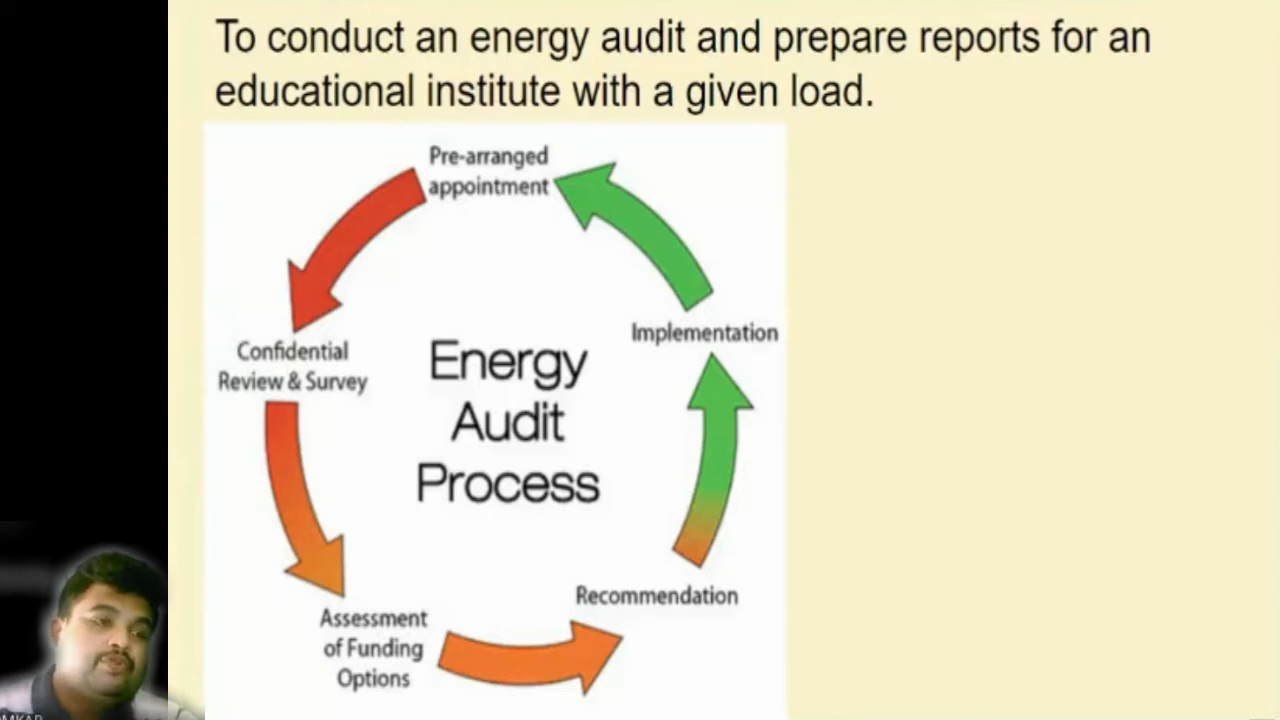 To conduct an energy audit and prepare reports for an
educational institute with a given load.
Pre-arranged
appointment
Confidential
Review & Survey
Energy
Audit
Process
Implementation
Recommendation
Assessment
of Funding
Options